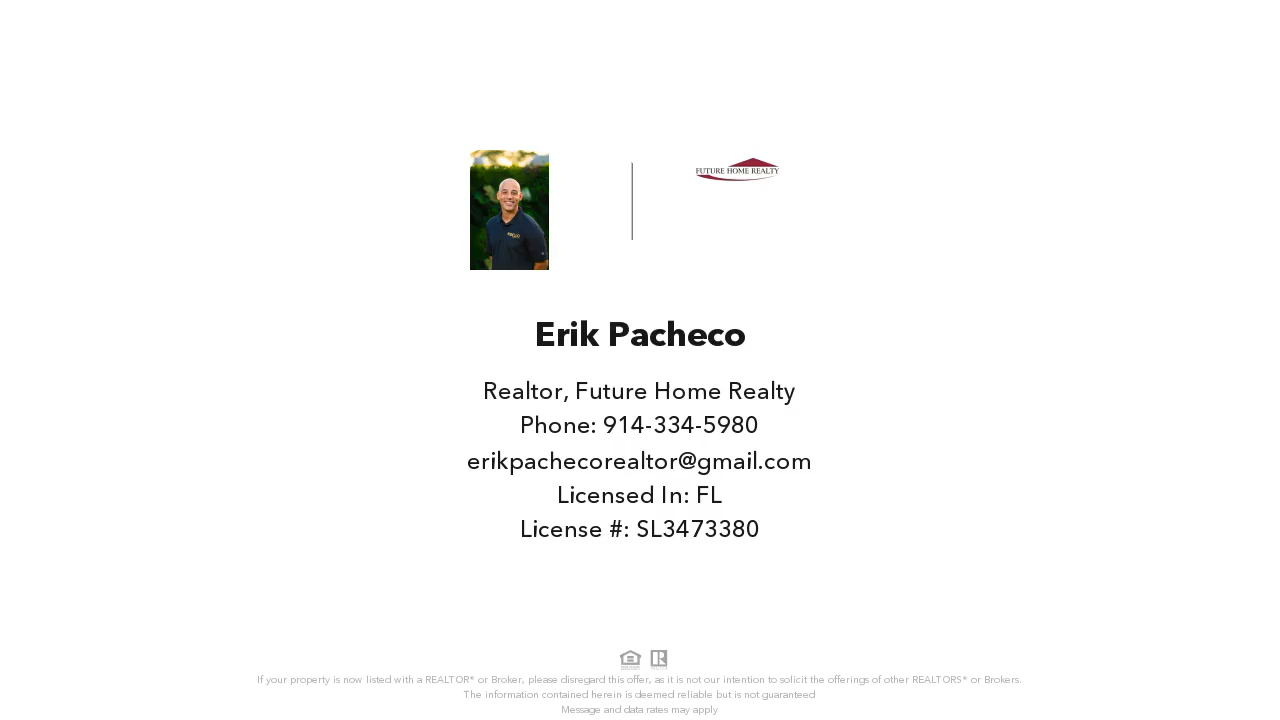 FUTURE HOME REALTY
Erik Pacheco
Realtor, Future Home Realty
Phone: 914-334-5980
erikpachecorealtor@gmail.com
Licensed In: FL
License #: SL3473380
If your property is now listed with a REALTOR® or Broker, please disregard this offer, as it is not our intention to solicit the offerings of other REALTORS® or Brokers.
The information contained herein is deemed reliable but is not guaranteed
Message and data rates may apply